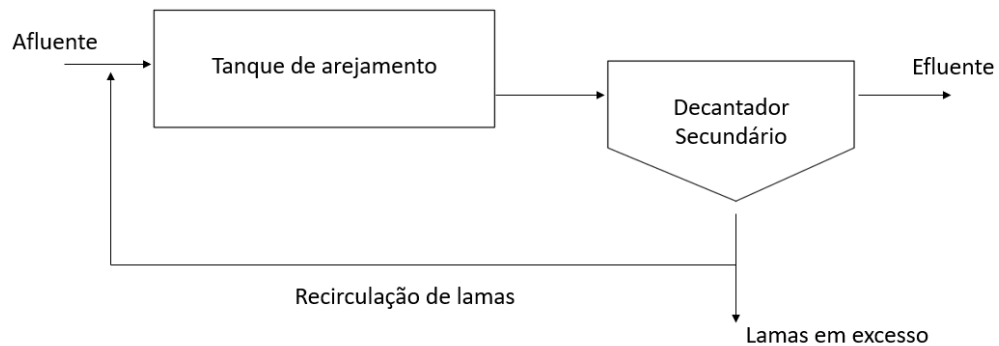 Afluente
Tanque de arejamento
Efluente
Decantador
Secundário
Recirculação de lamas
Lamas em excesso